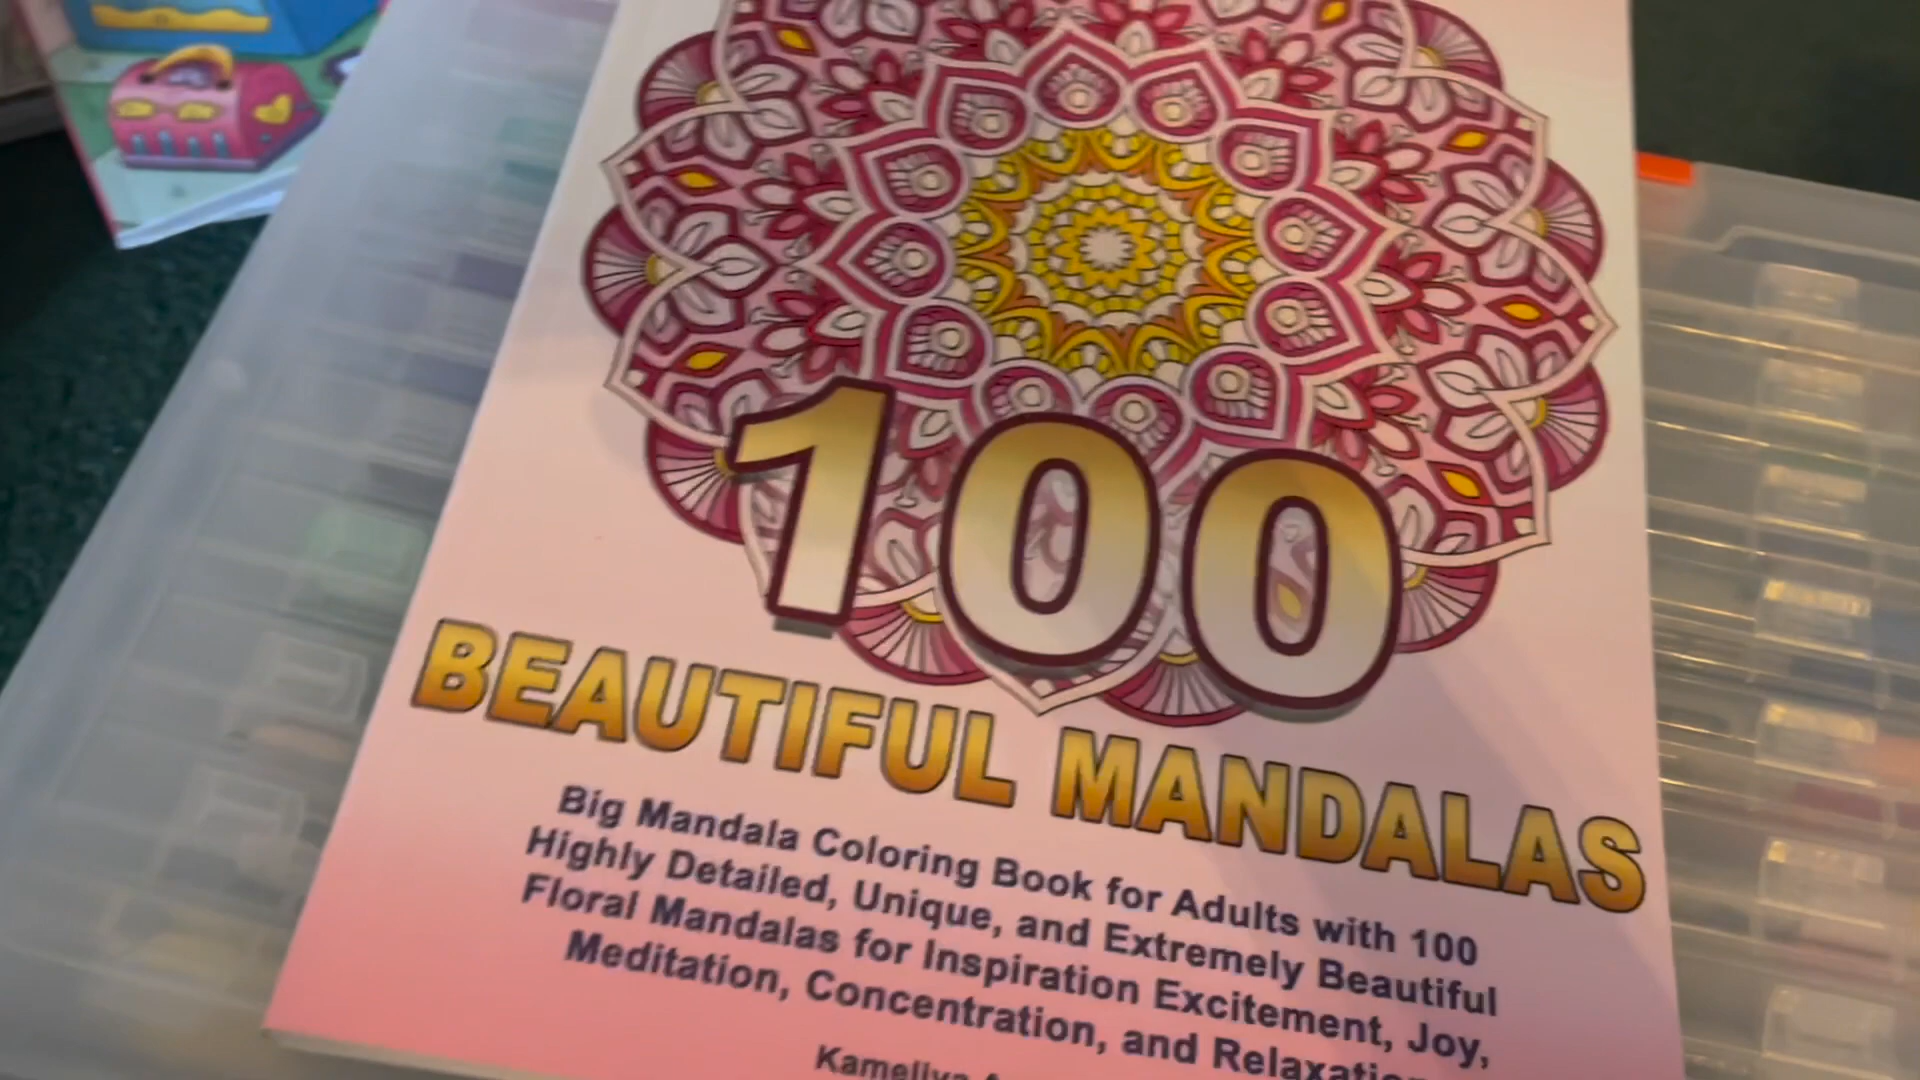 100
BEAUTIFUL MANDALAS
Big Mandala Coloring Book for Adults with 100
Highly Detailed, Unique, and Extremely Beautiful
Floral Mandalas for Inspiration Excitement, Joy,
Meditation, Concentration, and
Kameliya